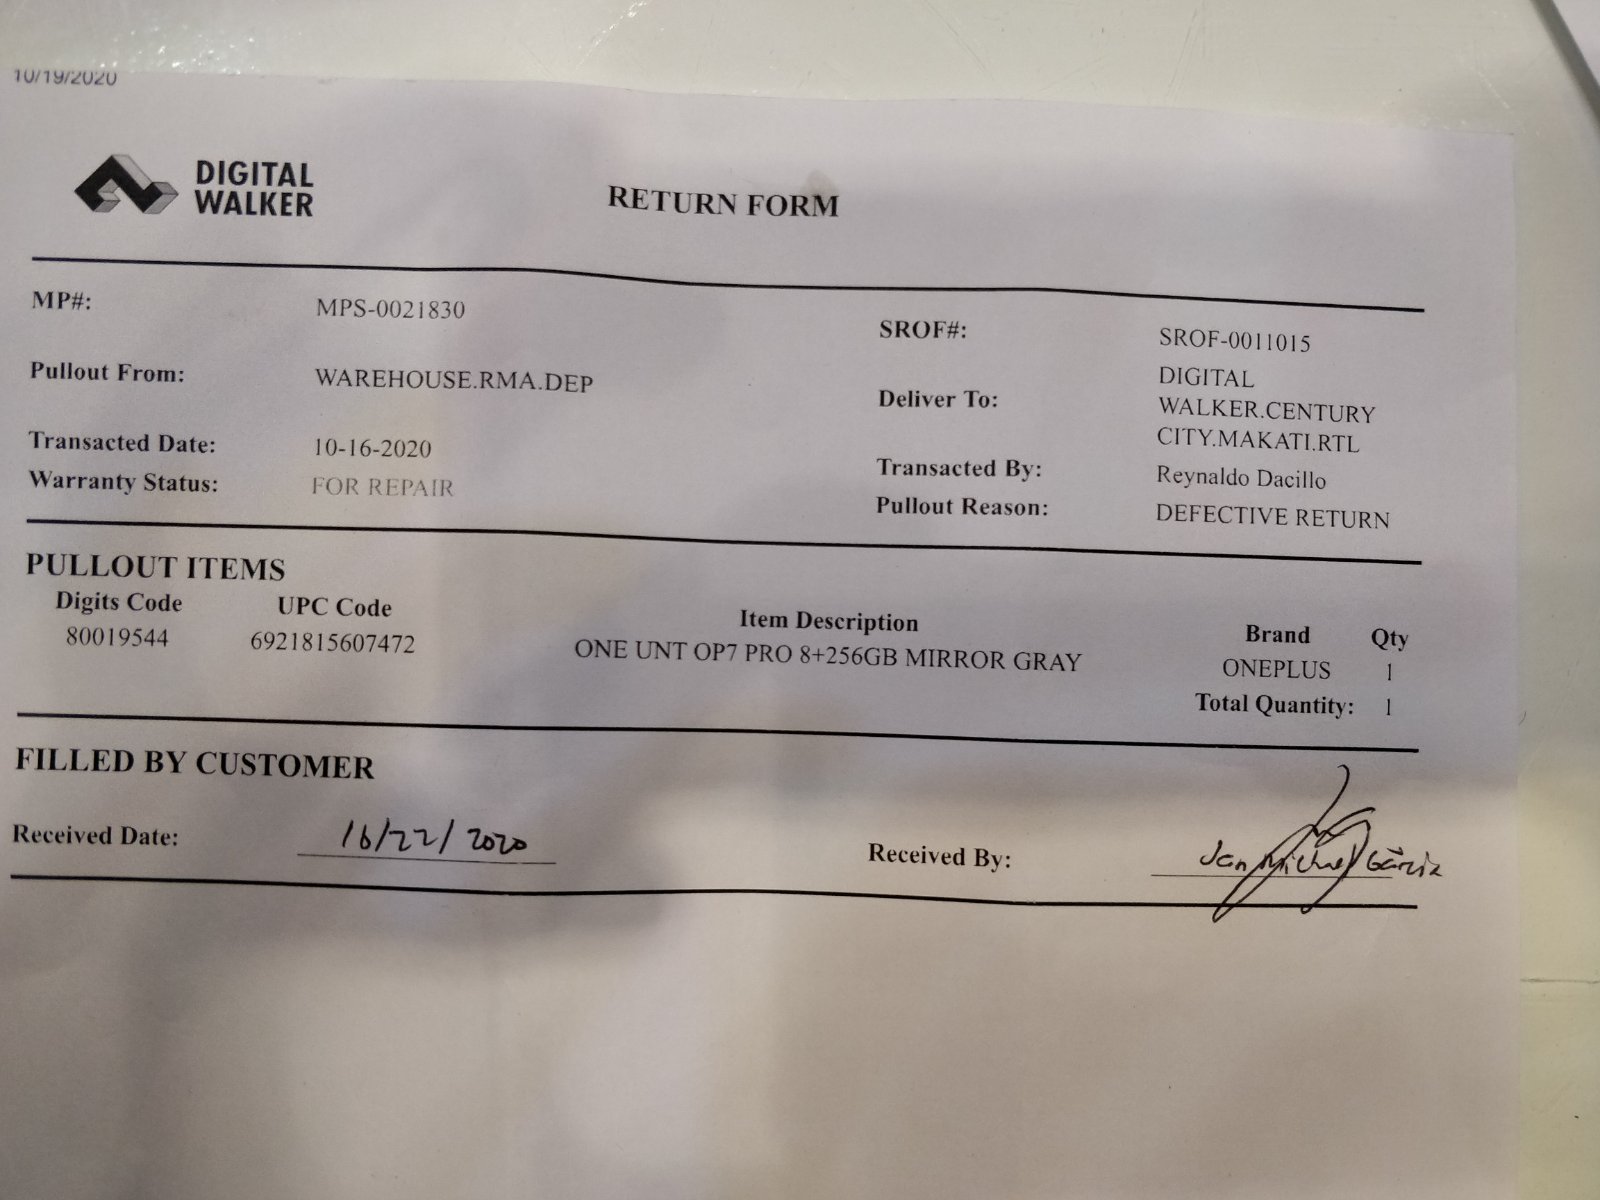 10/19/2020
DIGITAL
WALKER
RETURN FORM
MP#: MPS-0021830
SROF#: SROF-0011015
Pullout From: WAREHOUSE.RMA.DEP
Deliver To: DIGITAL
WALKER.CENTURY
CITY.MAKATI.RTL
Transacted Date: 10-16-2020
Transacted By: Reynaldo Dacillo
Warranty Status: FOR REPAIR
Pullout Reason: DEFECTIVE RETURN
PULLOUT ITEMS
Digits Code UPC Code Item Description Brand Qty
80019544 6921815607472 ONE UNT OP7 PRO 8+256GB MIRROR GRAY ONEPLUS 1
Total Quantity: 1
FILLED BY CUSTOMER
Received Date: 10/22/2020
Received By: Jan Michael Garcia